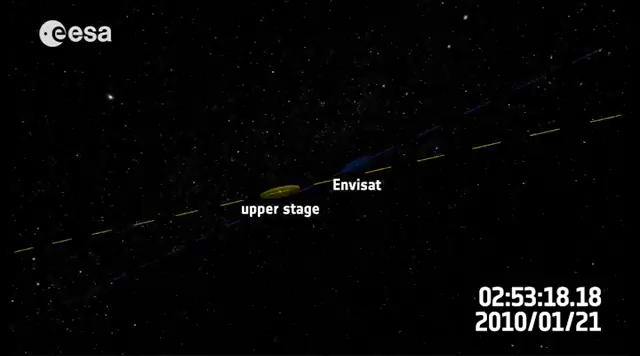 esa
Envisat
upper stage
02:53:18.18
2010/01/21